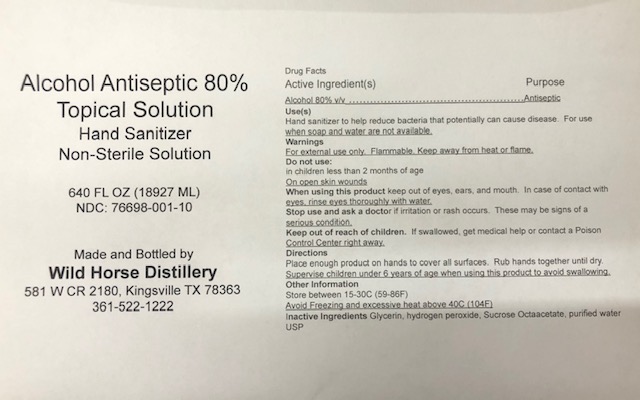 Alcohol Antiseptic 80%
Topical Solution
Hand Sanitizer
Non-Sterile Solution
640 FL OZ (18927 ML)
NDC: 76698-001-10
Made and Bottled by
Wild Horse Distillery
581 W CR 2180, Kingsville TX 78363
361-522-1222
Drug Facts
Active Ingredient(s) Purpose
Alcohol 80% v/v ........................................................Antiseptic
Use(s)
Hand sanitizer to help reduce bacteria that potentially can cause disease. For use
when soap and water are not available.
Warnings
For external use only. Flammable. Keep away from heat or flame.
Do not use:
in children less than 2 months of age
On open skin wounds
When using this product keep out of eyes, ears, and mouth. In case of contact with
eyes, rinse eyes thoroughly with water.
Stop use and ask a doctor if irritation or rash occurs. These may be signs of a
serious condition.
Keep out of reach of children. If swallowed, get medical help or contact a Poison
Control Center right away.
Directions
Place enough product on hands to cover all surfaces. Rub hands together until dry.
Supervise children under 6 years of age when using this product to avoid swallowing.
Other Information
Store between 15-30C (59-86F)
Avoid Freezing and excessive heat above 40C (104F)
Inactive Ingredients Glycerin, hydrogen peroxide, Sucrose Octaacetate, purified water
USP